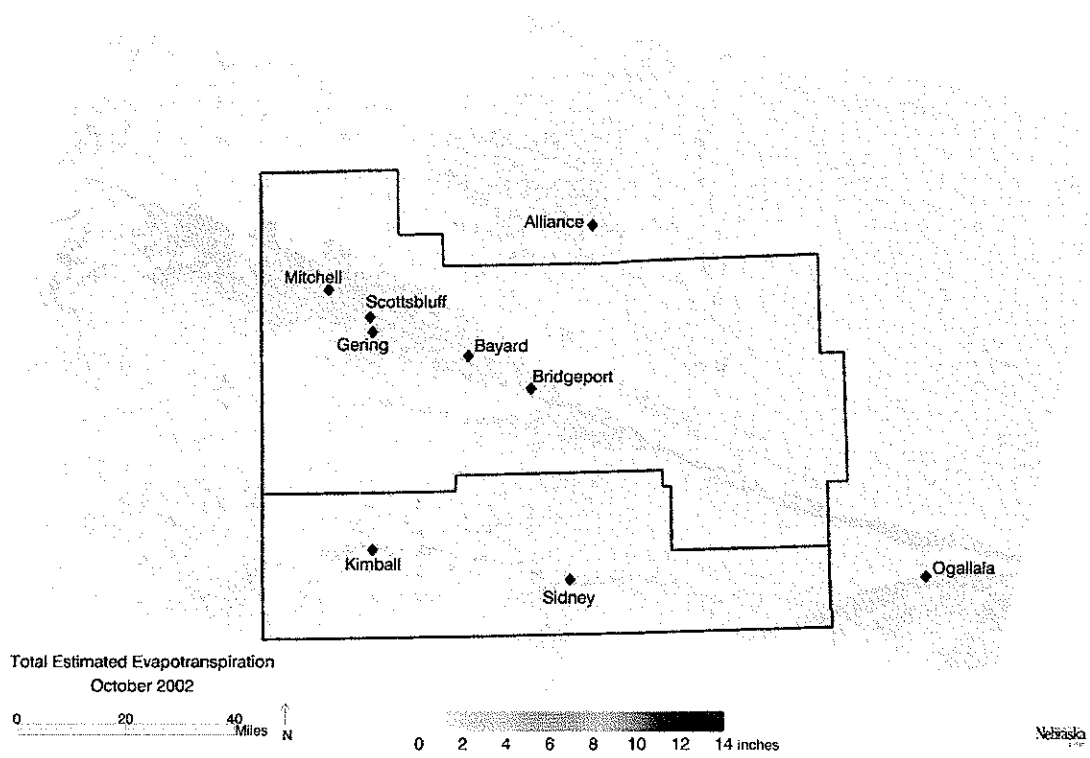 Alliance
Mitchell
Scottsbluff
Gering
Bayard
Bridgeport
Kimball
Sidney
Ogallala
Total Estimated Evapotranspiration
October 2002
0 20 40
Miles
N
0 2 4 6 8 10 12 14 inches
Nebraska